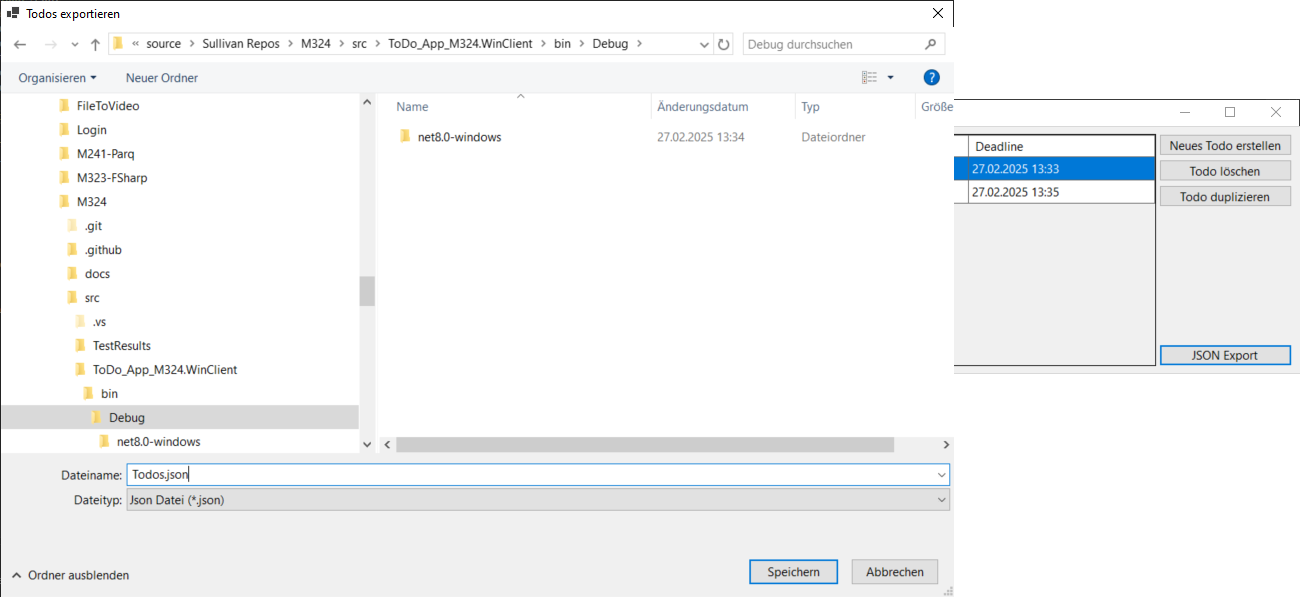 Todos exportieren
« source > Sullivan Repos > M324 > src > ToDo_App_M324.WinClient > bin > Debug >
Debug durchsuchen
Organisieren
Neuer Ordner
?
FileToVideo
Login
M241-Parq
M323-FSharp
M324
.git
.github
docs
src
.vs
TestResults
ToDo_App_M324.WinClient
bin
Debug
net8.0-windows
Name Änderungsdatum Typ Größe
net8.0-windows 27.02.2025 13:34 Dateiordner
Dateiname: Todos.json
Dateityp: Json Datei (*.json)
Ordner ausblenden
Speichern
Abbrechen
Deadline
27.02.2025 13:33
27.02.2025 13:35
Neues Todo erstellen
Todo löschen
Todo duplizieren
JSON Export